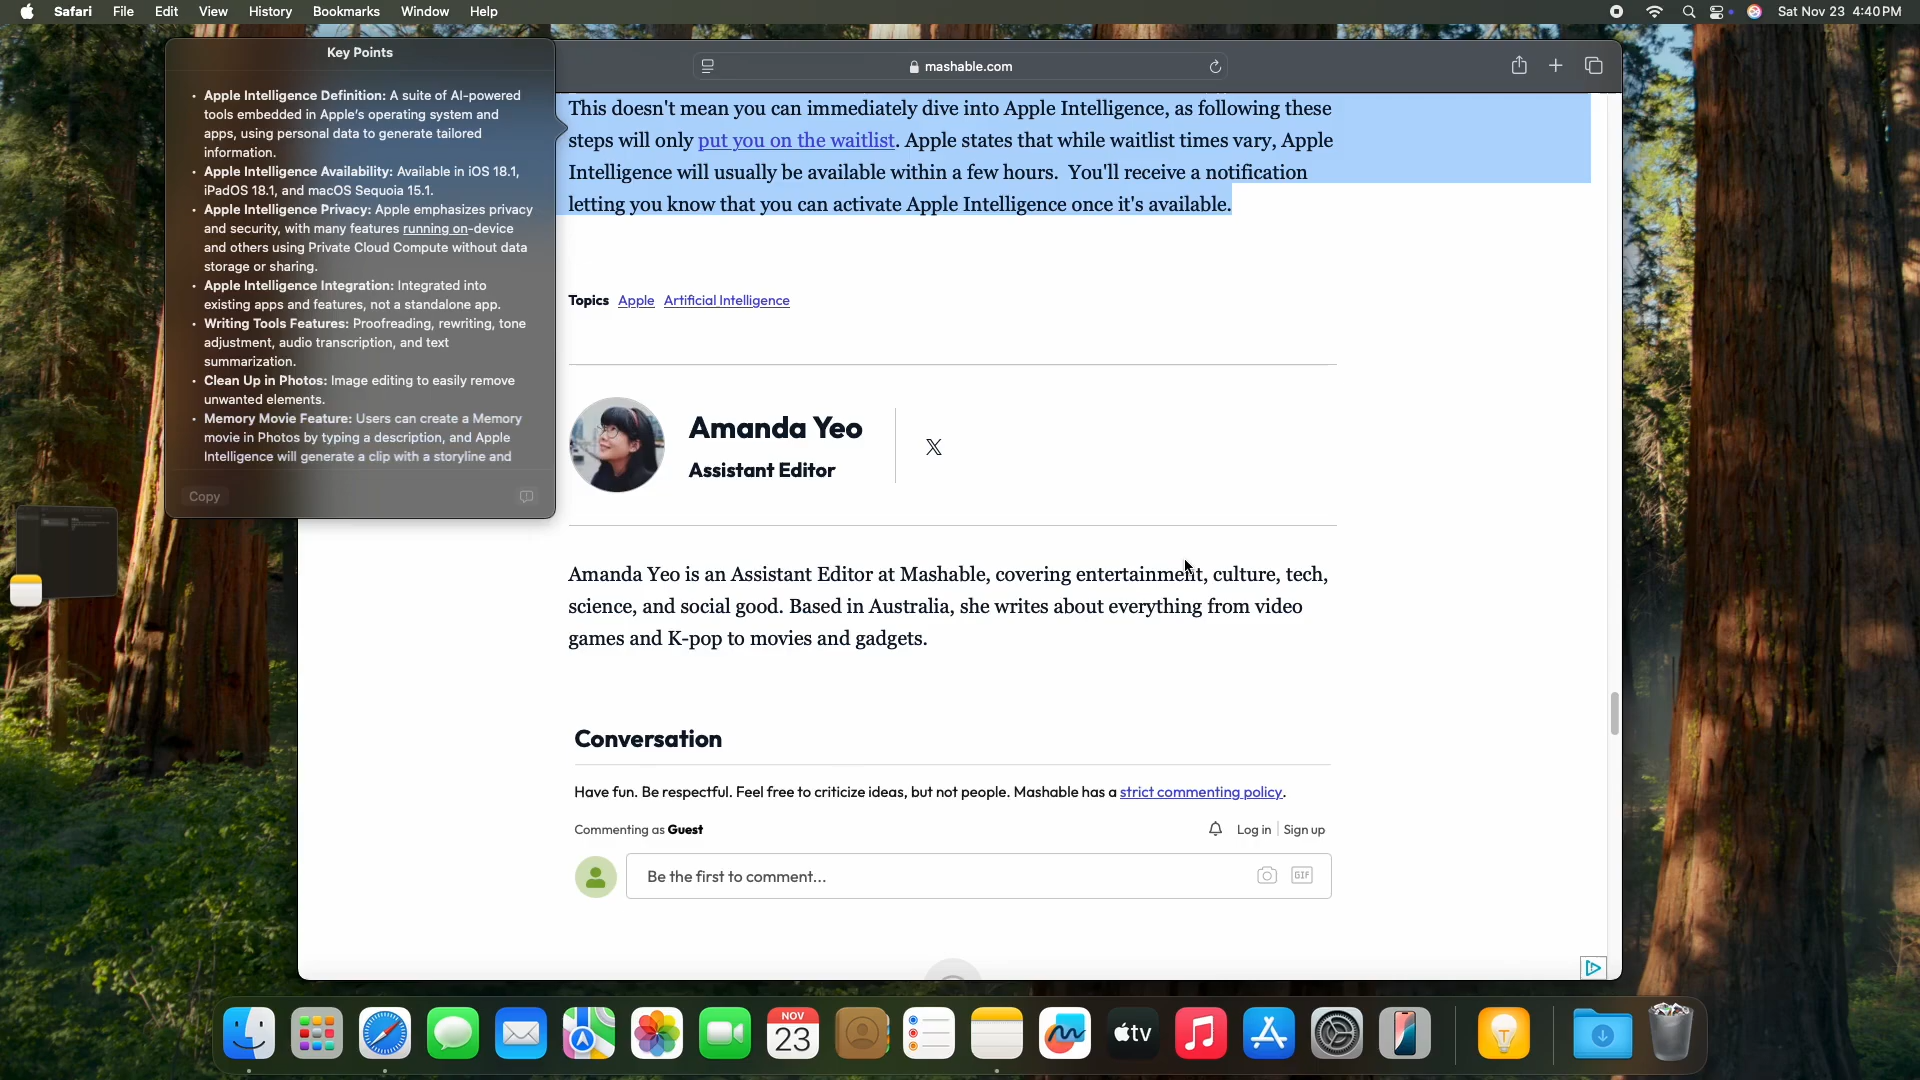 Safari File Edit View History Bookmarks Window Help
Sat Nov 23 4:40 PM
Key Points
• Apple Intelligence Definition: A suite of AI-powered
tools embedded in Apple's operating system and
apps, using personal data to generate tailored
information.
• Apple Intelligence Availability: Available in iOS 18.1,
iPadOS 18.1, and macOS Sequoia 15.1.
• Apple Intelligence Privacy: Apple emphasizes privacy
and security, with many features running on-device
and others using Private Cloud Compute without data
storage or sharing.
• Apple Intelligence Integration: Integrated into
existing apps and features, not a standalone app.
• Writing Tools Features: Proofreading, rewriting, tone
adjustment, audio transcription, and text
summarization.
• Clean Up in Photos: Image editing to easily remove
unwanted elements.
• Memory Movie Feature: Users can create a Memory
movie in Photos by typing a description, and Apple
Intelligence will generate a clip with a storyline and
Copy
mashable.com
This doesn't mean you can immediately dive into Apple Intelligence, as following these
steps will only put you on the waitlist. Apple states that while waitlist times vary, Apple
Intelligence will usually be available within a few hours. You'll receive a notification
letting you know that you can activate Apple Intelligence once it's available.
Topics Apple Artificial Intelligence
Amanda Yeo
Assistant Editor
Amanda Yeo is an Assistant Editor at Mashable, covering entertainment, culture, tech,
science, and social good. Based in Australia, she writes about everything from video
games and K-pop to movies and gadgets.
Conversation
Have fun. Be respectful. Feel free to criticize ideas, but not people. Mashable has a strict commenting policy.
Commenting as Guest
Log in Sign up
Be the first to comment...
GIF
NOV
23
tv